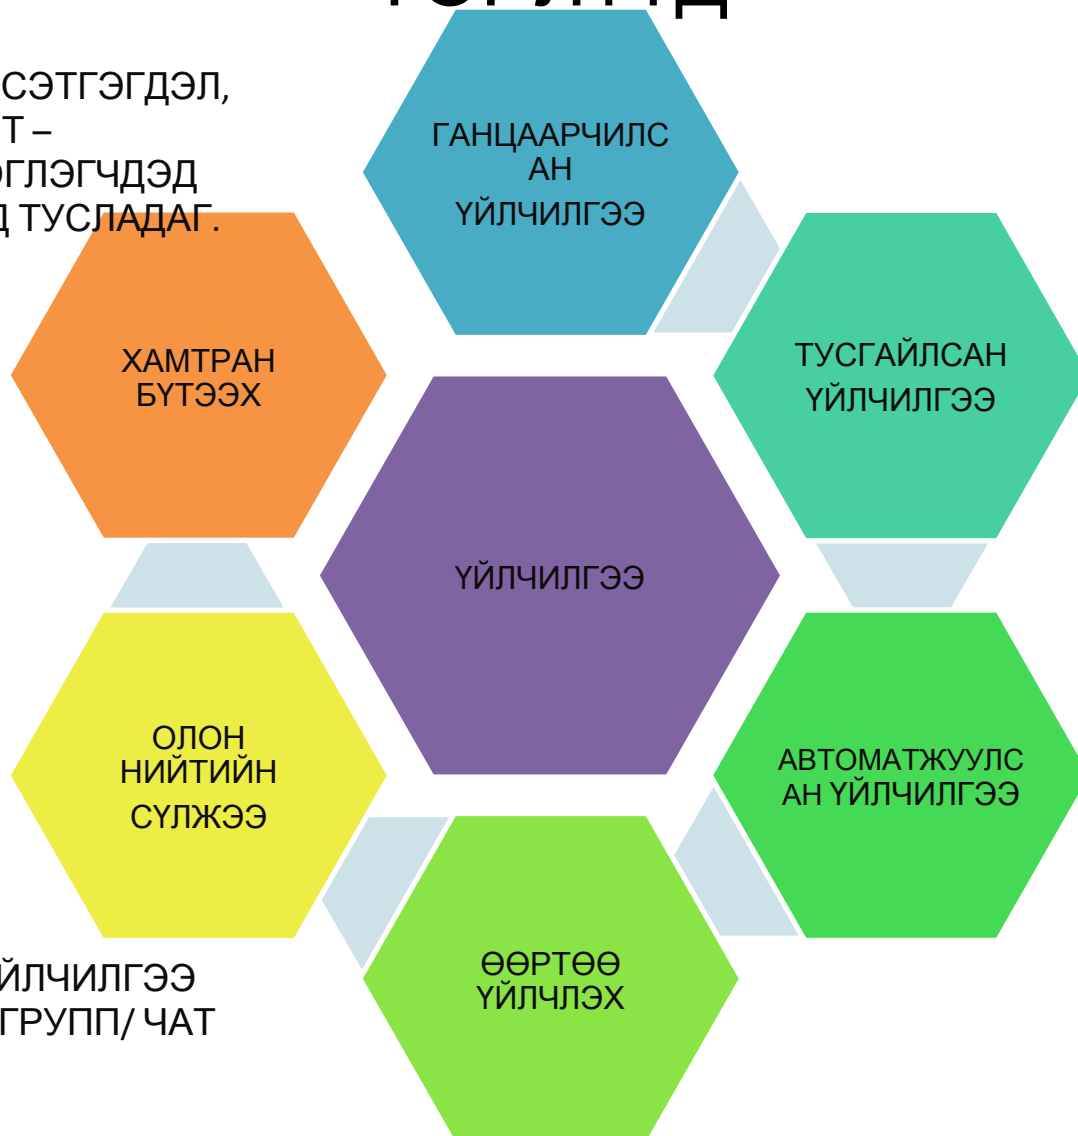 СЭТГЭГДЭЛ,
Т –
ТУСЛАДАГ.
ГАНЦААРЧИЛС
АН
ҮЙЛЧИЛГЭЭ
ХАМТРАН
БҮТЭЭХ
ТУСГАЙЛСАН
ҮЙЛЧИЛГЭЭ
ҮЙЛЧИЛГЭЭ
ОЛОН
НИЙТИЙН
СҮЛЖЭЭ
АВТОМАТЖУУЛС
АН ҮЙЛЧИЛГЭЭ
ӨӨРТӨӨ
ҮЙЛЧЛЭХ
ЙЛЧИЛГЭЭ
ГРУПП/ ЧАТ